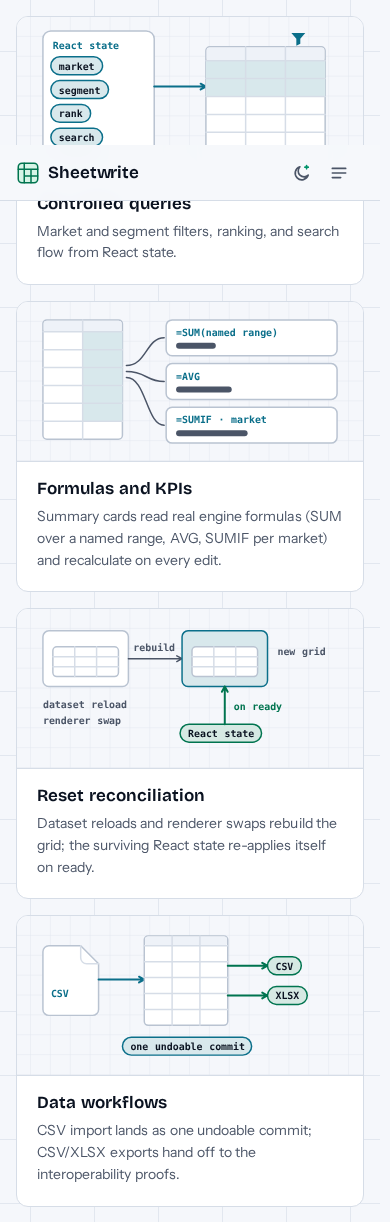 React state
market
segment
rank
search
Sheetwrite
Controlled queries
Market and segment filters, ranking, and search
flow from React state.
=SUM(named range)
=AVG
=SUMIF · market
Formulas and KPIs
Summary cards read real engine formulas (SUM
over a named range, AVG, SUMIF per market)
and recalculate on every edit.
rebuild
new grid
dataset reload
renderer swap
on ready
React state
Reset reconciliation
Dataset reloads and renderer swaps rebuild the
grid; the surviving React state re-applies itself
on ready.
CSV
CSV
XLSX
one undoable commit
Data workflows
CSV import lands as one undoable commit;
CSV/XLSX exports hand off to the
interoperability proofs.